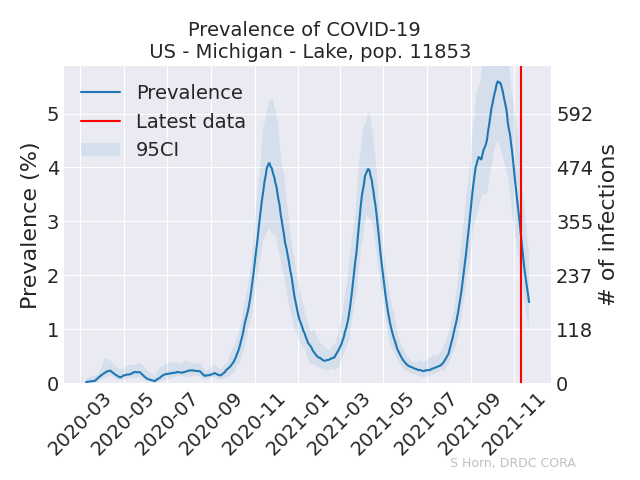 Prevalence of COVID-19
US - Michigan - Lake, pop. 11853
Prevalence
Latest data
95CI
Prevalence (%)
5
4
3
2
1
0
592
474
355
237
118
0
# of infections
2020-03
2020-05
2020-07
2020-09
2020-11
2021-01
2021-03
2021-05
2021-07
2021-09
2021-11
S Horn, DRDC CORA